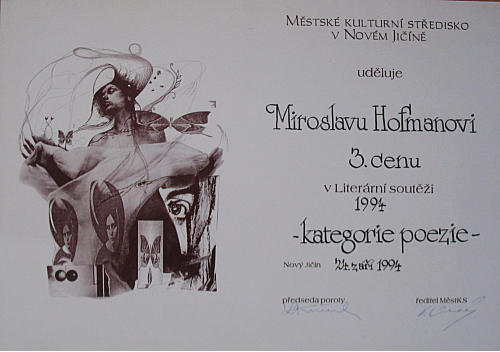 Městské kulturní středisko
v Novém Jičíně
uděluje
Miroslavu Hofmanovi
3. cenu
v Literární soutěži
1994
-kategorie poezie-
Nový Jičín 24. září 1994
předseda poroty ředitel MěstKS